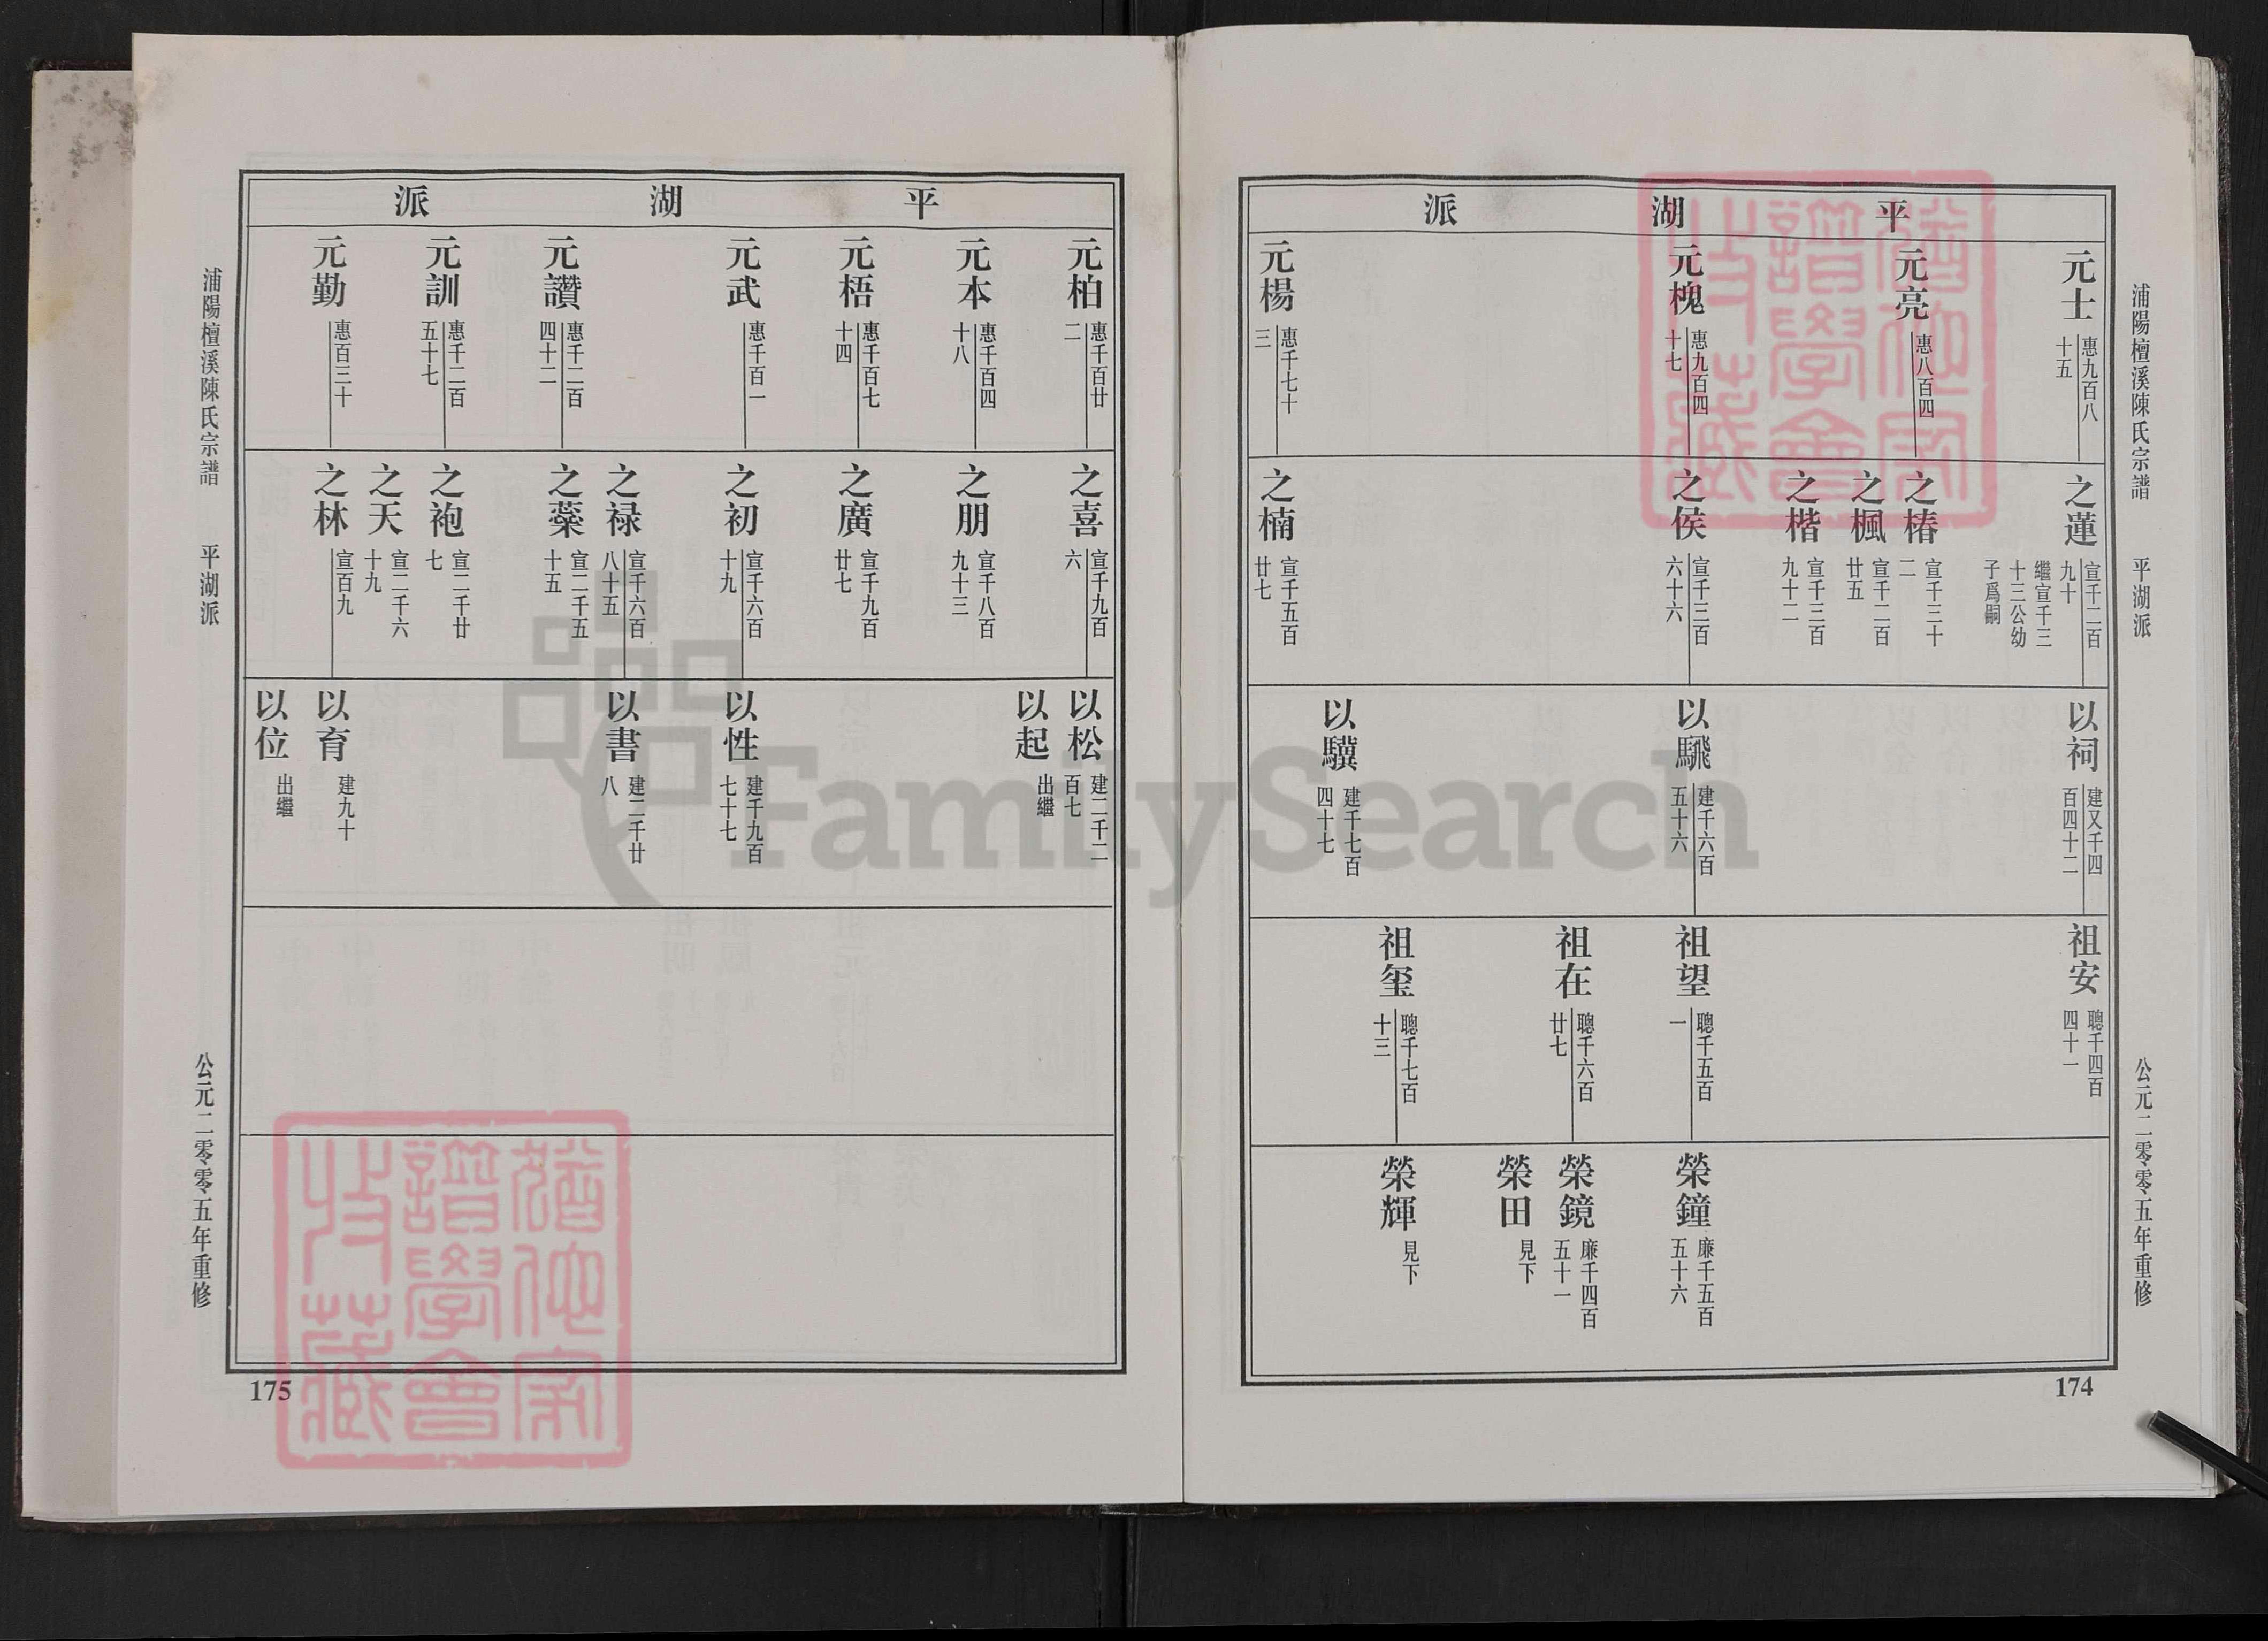 浦陽檀溪陳氏宗譜 平湖派 公元二零零五年重修
平湖派
元士 惠九百八十五
元亮 惠八百四
元槐 惠九百四十七
元楊 惠千七十三
之蓮 宣千二百九十 繼宣千三十三公幼子爲嗣
之椿 宣千三十二
之楓 宣千二百廿五
之楷 宣千三百九十二
之侯 宣千三百六十六
之楠 宣千五百廿七
以祠 建又千四百四十二
以騛 建千六百五十六
以驥 建千七百四十七
祖安 聰千四百四十一
祖望 聰千五百一
祖在 聰千六百廿七
祖玺 聰千七百十三
榮鐘 廉千五百五十六
榮鏡 廉千四百五十一
榮田 見下
榮輝 見下
174
平湖派
元柏 惠千百廿二
元本 惠千百四十八
元梧 惠千百七十四
元武 惠千百一
元讚 惠千二百四十二
元訓 惠千二百五十七
元勤 惠百三十
之喜 宣千九百六
之朋 宣千八百九十三
之廣 宣千九百廿七
之初 宣千六百十九
之禄 宣千六百八十五
之蘂 宣二千五十五
之袍 宣二千廿七
之天 宣二千六十九
之林 宣百九
以松 建二千二百七
以起 出繼
以性 建千九百七十七
以書 建二千廿八
以育 建九十
以位 出繼
浦陽檀溪陳氏宗譜 平湖派 公元二零零五年重修
175
FamilySearch